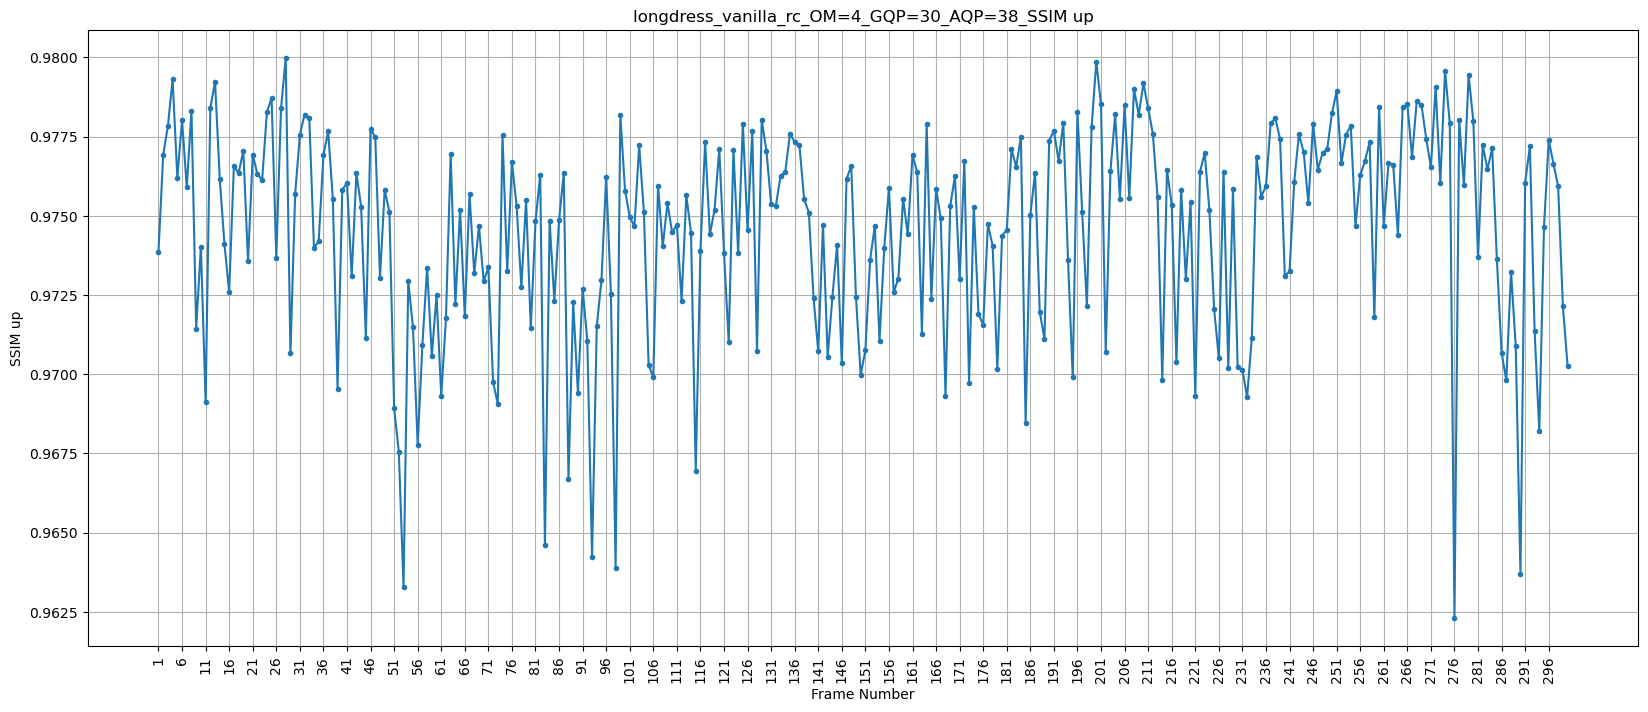 longdress_vanilla_rc_OM=4_GQP=30_AQP=38_SSIM up
0.9800
0.9775
0.9750
0.9725
0.9700
0.9675
0.9650
0.9625
SSIM up
1 6 11 16 21 26 31 36 41 46 51 56 61 66 71 76 81 86 91 96 101 106 111 116 121 126 131 136 141 146 151 156 161 166 171 176 181 186 191 196 201 206 211 216 221 226 231 236 241 246 251 256 261 266 271 276 281 286 291 296
Frame Number